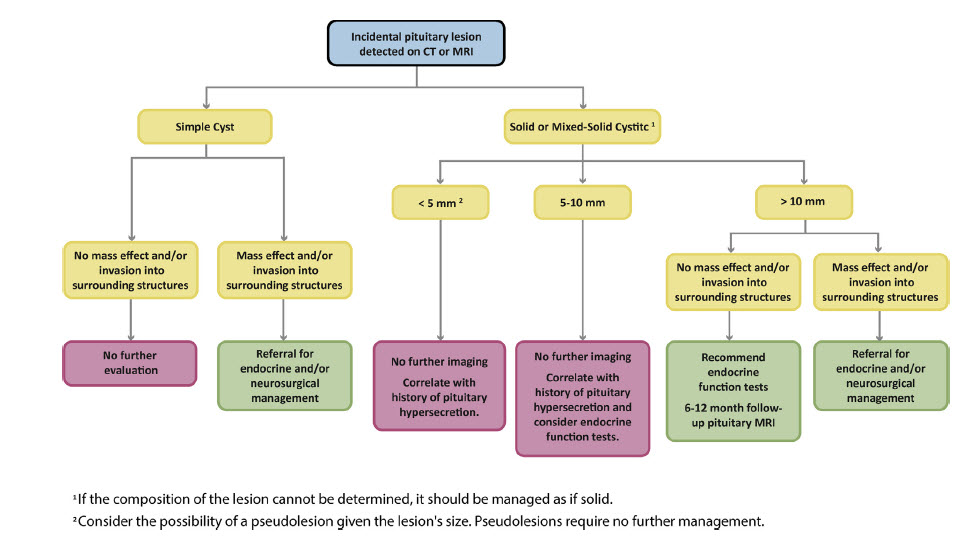 Incidental pituitary lesion
detected on CT or MRI
Simple Cyst
Solid or Mixed-Solid Cystitc ¹
< 5 mm ²
5-10 mm
> 10 mm
No mass effect and/or
invasion into
surrounding structures
Mass effect and/or
invasion into
surrounding structures
No mass effect and/or
invasion into
surrounding structures
Mass effect and/or
invasion into
surrounding structures
No further
evaluation
Referral for
endocrine and/or
neurosurgical
management
No further imaging
Correlate with
history of pituitary
hypersecretion.
No further imaging
Correlate with
history of pituitary
hypersecretion and
consider endocrine
function tests.
Recommend
endocrine
function tests
6-12 month follow-
up pituitary MRI
Referral for
endocrine and/or
neurosurgical
management
¹If the composition of the lesion cannot be determined, it should be managed as if solid.
²Consider the possibility of a pseudolesion given the lesion's size. Pseudolesions require no further management.